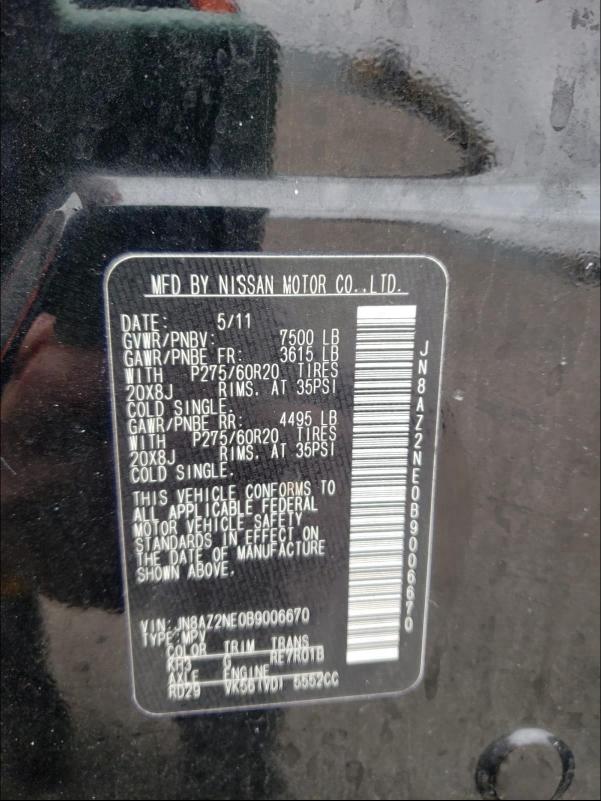 MFD BY NISSAN MOTOR CO.,LTD.
DATE: 5/11
GVWR/PNBV: 7500 LB
GAWR/PNBE FR: 3615 LB
WITH P275/60R20 TIRES
20X8J RIMS. AT 35PSI
COLD SINGLE.
GAWR/PNBE RR: 4495 LB
WITH P275/60R20 TIRES
20X8J RIMS. AT 35PSI
COLD SINGLE.
THIS VEHICLE CONFORMS TO
ALL APPLICABLE FEDERAL
MOTOR VEHICLE SAFETY
STANDARDS IN EFFECT ON
THE DATE OF MANUFACTURE
SHOWN ABOVE.
VIN: JN8AZ2NE0B9006670
TYPE:MPV
COLOR TRIM TRANS
KH3 G RE7R01B
AXLE ENGINE
RD29 VK56(VD) 5552CC
JN8AZ2NE0B9006670